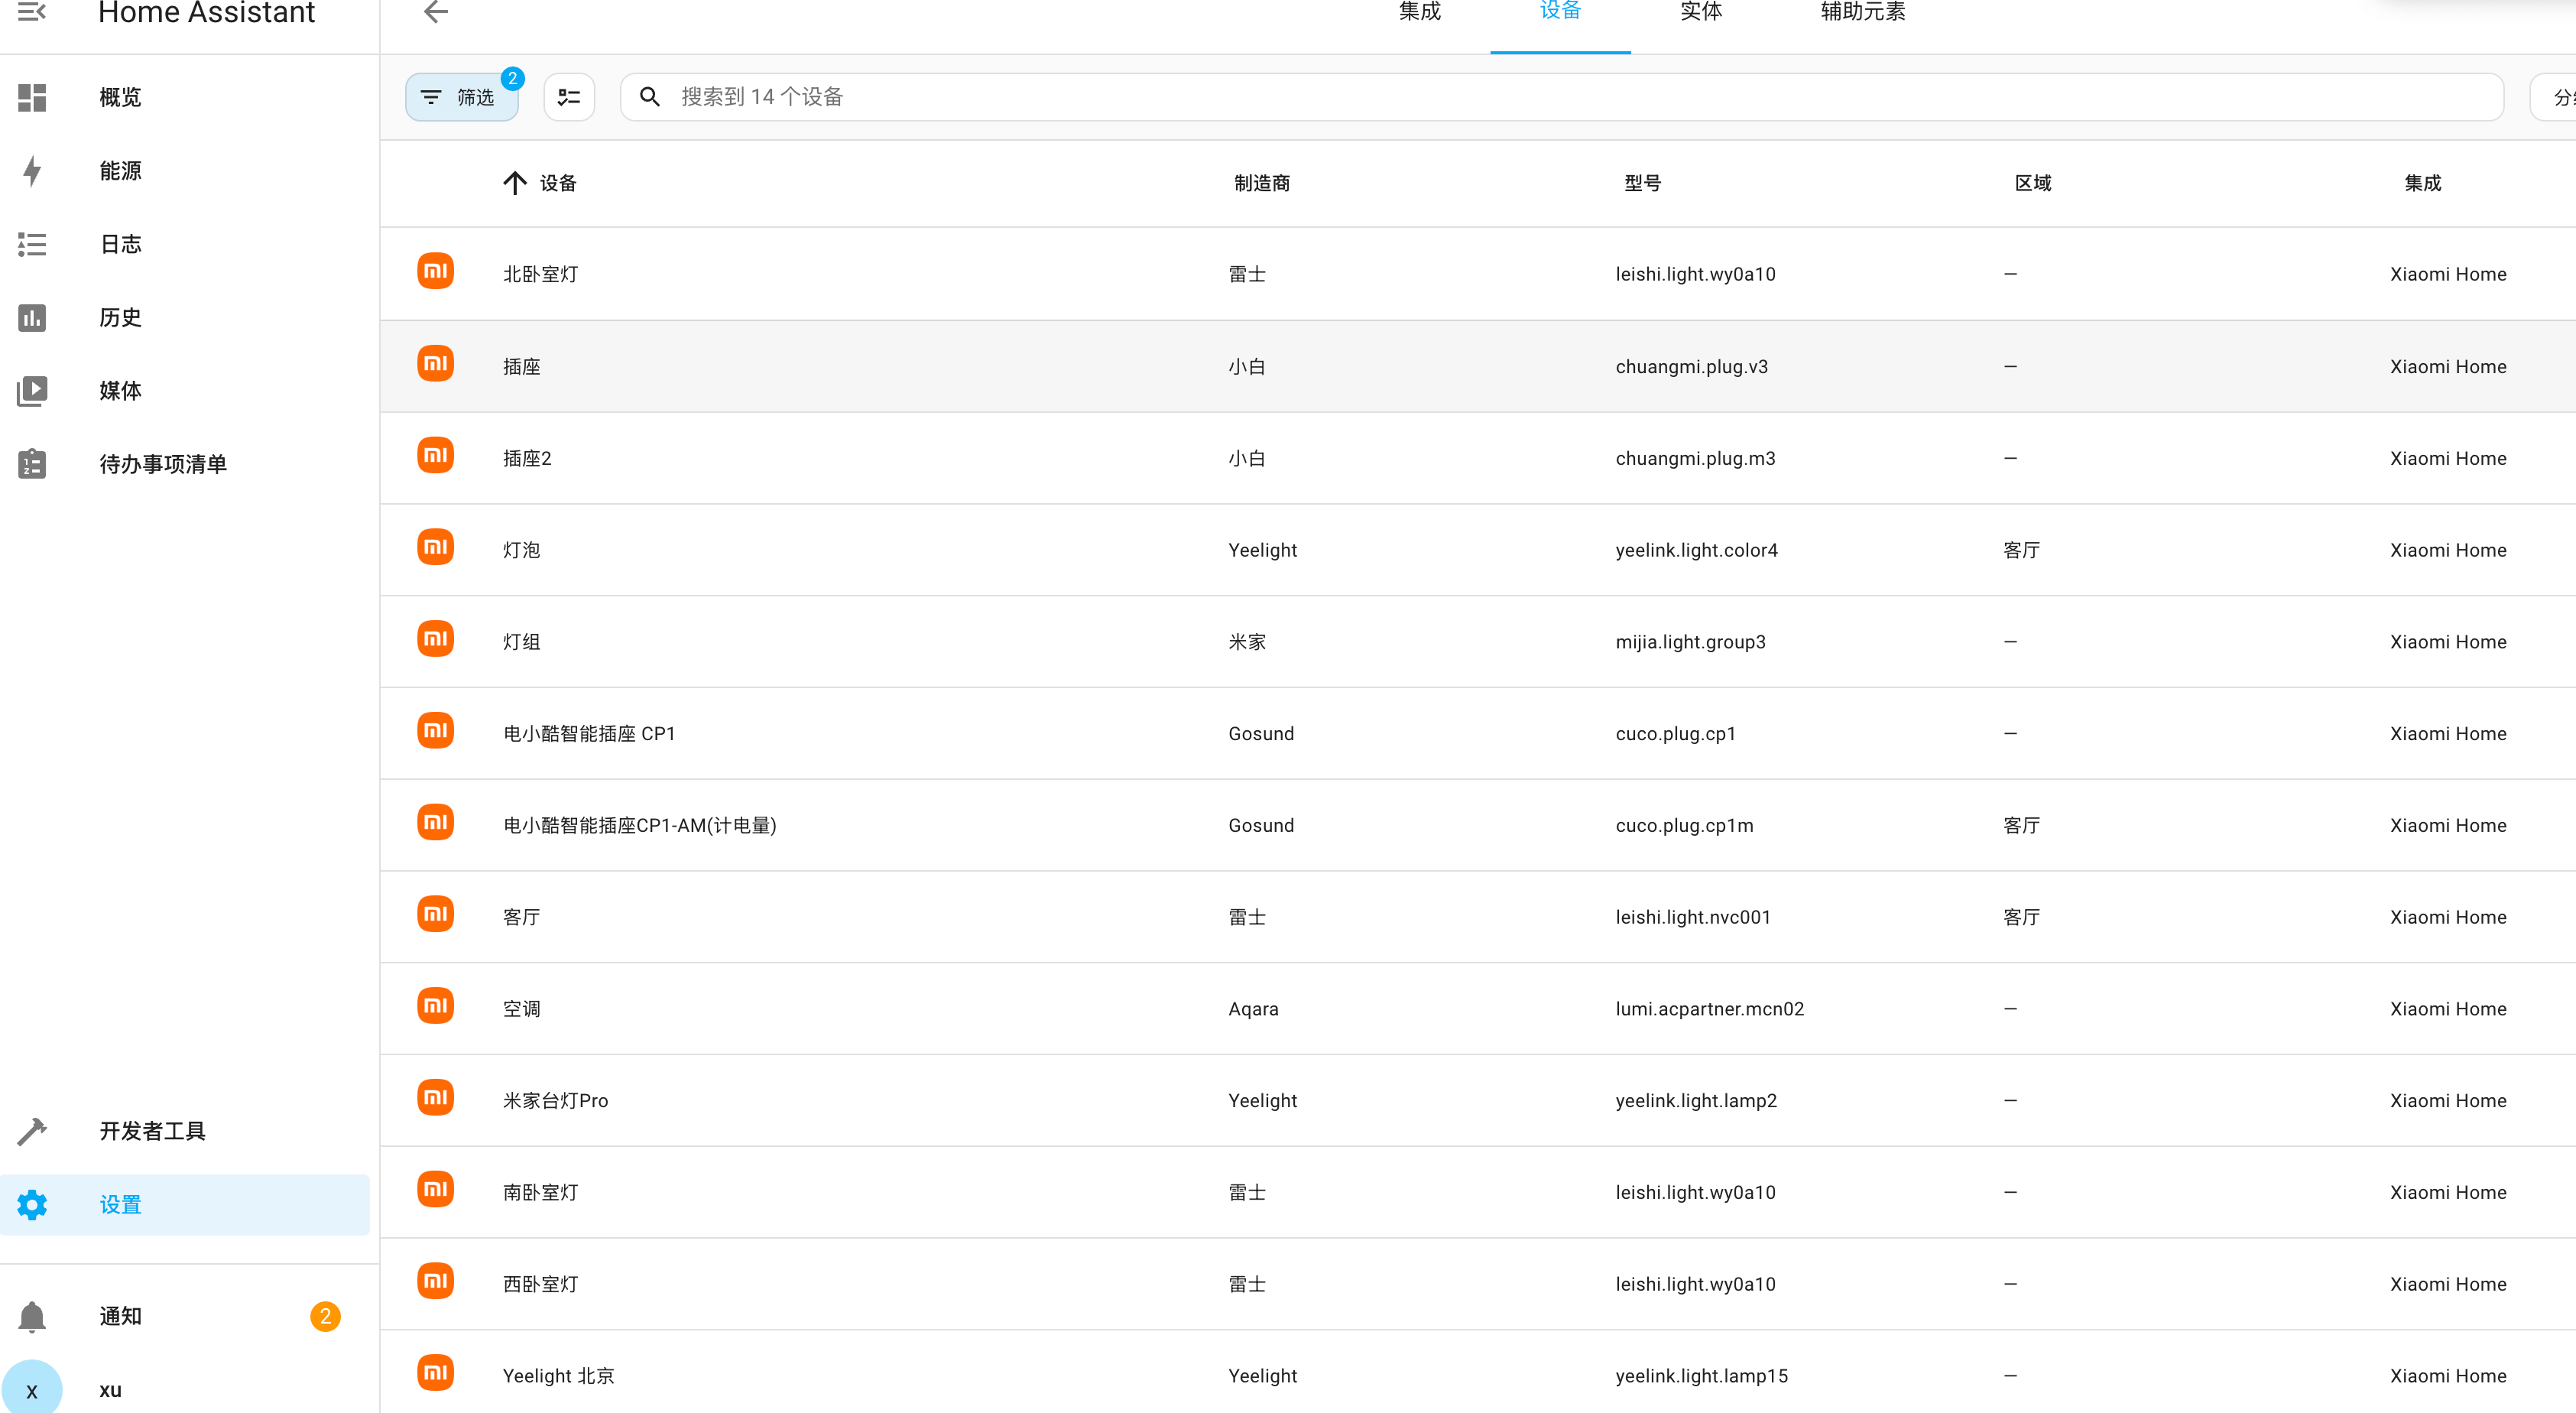 Home Assistant
集成 设备 实体 辅助元素
概览
能源
日志
历史
媒体
待办事项清单
开发者工具
设置
通知 2
x xu
筛选 2 搜索到 14 个设备
设备 制造商 型号 区域 集成
北卧室灯 雷士 leishi.light.wy0a10 — Xiaomi Home
插座 小白 chuangmi.plug.v3 — Xiaomi Home
插座2 小白 chuangmi.plug.m3 — Xiaomi Home
灯泡 Yeelight yeelink.light.color4 客厅 Xiaomi Home
灯组 米家 mijia.light.group3 — Xiaomi Home
电小酷智能插座 CP1 Gosund cuco.plug.cp1 — Xiaomi Home
电小酷智能插座CP1-AM(计电量) Gosund cuco.plug.cp1m 客厅 Xiaomi Home
客厅 雷士 leishi.light.nvc001 客厅 Xiaomi Home
空调 Aqara lumi.acpartner.mcn02 — Xiaomi Home
米家台灯Pro Yeelight yeelink.light.lamp2 — Xiaomi Home
南卧室灯 雷士 leishi.light.wy0a10 — Xiaomi Home
西卧室灯 雷士 leishi.light.wy0a10 — Xiaomi Home
Yeelight 北京 Yeelight yeelink.light.lamp15 — Xiaomi Home